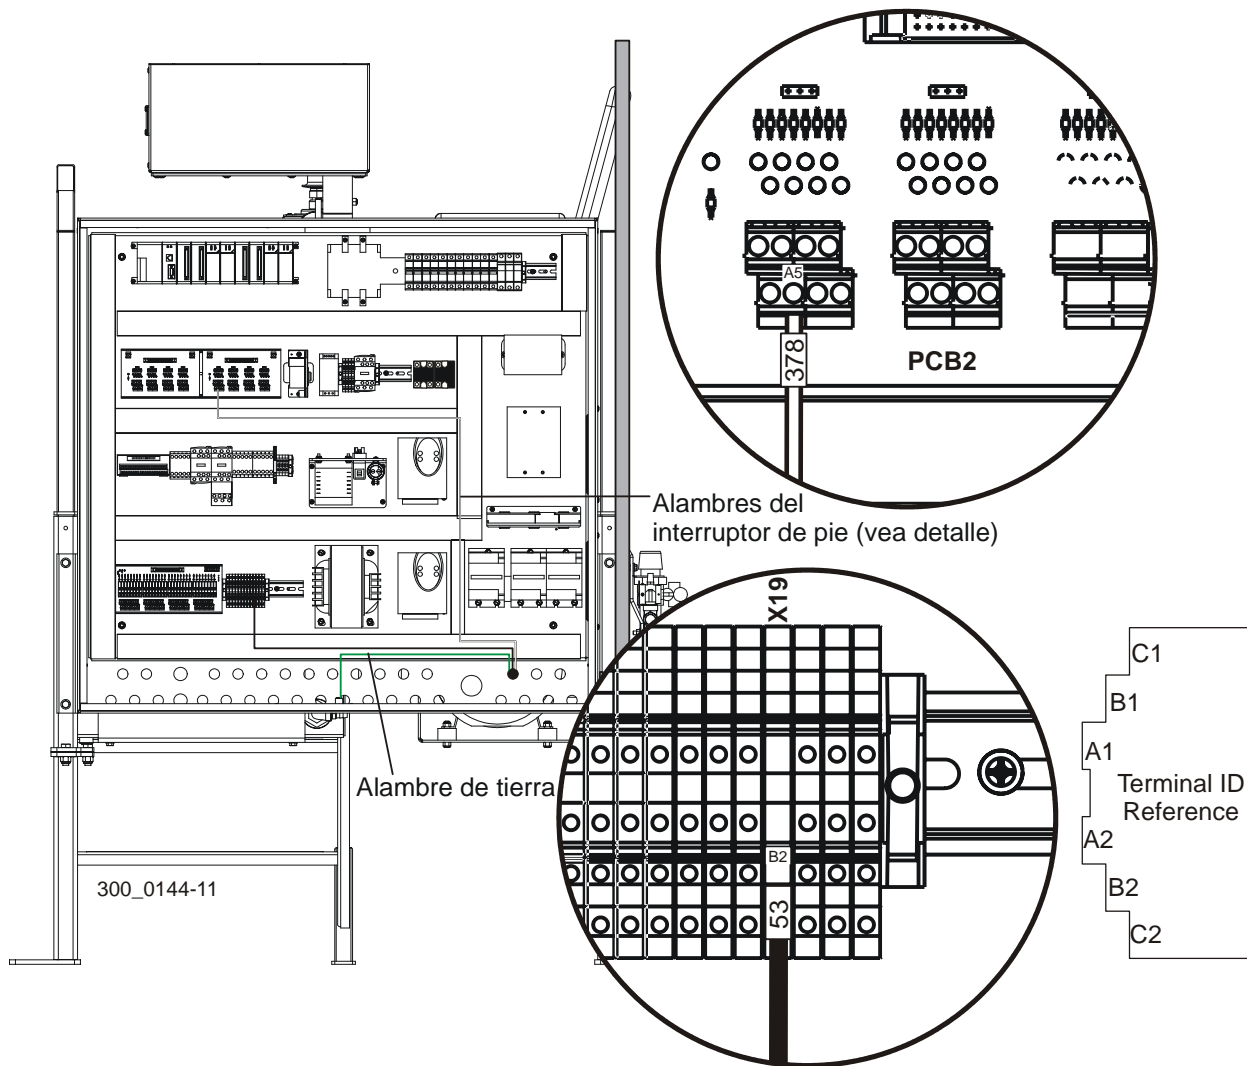 A5
378
PCB2
Alambres del
interruptor de pie (vea detalle)
X19
C1
B1
A1
Terminal ID
Reference
Alambre de tierra
A2
B2
300_0144-11
B2
53
C2